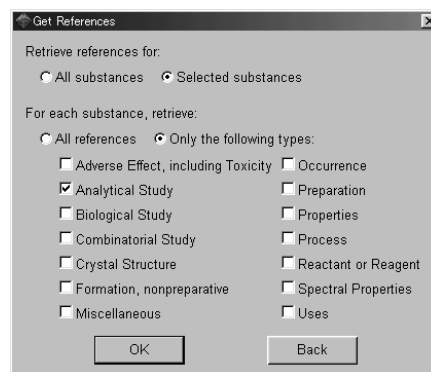 Get References
Retrieve references for:
All substances Selected substances
For each substance, retrieve:
All references Only the following types:
Adverse Effect, including Toxicity Occurrence
Analytical Study Preparation
Biological Study Properties
Combinatorial Study Process
Crystal Structure Reactant or Reagent
Formation, nonpreparative Spectral Properties
Miscellaneous Uses
OK Back